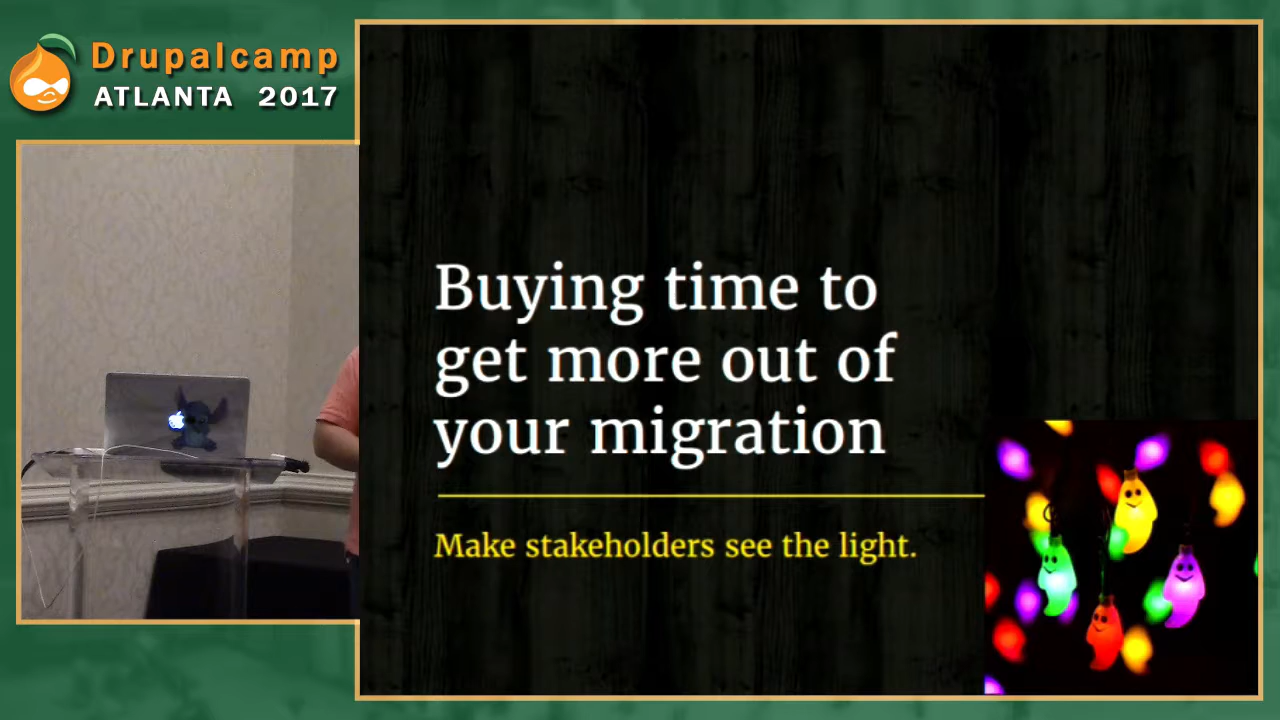 Drupalcamp
ATLANTA 2017
Buying time to
get more out of
your migration
Make stakeholders see the light.